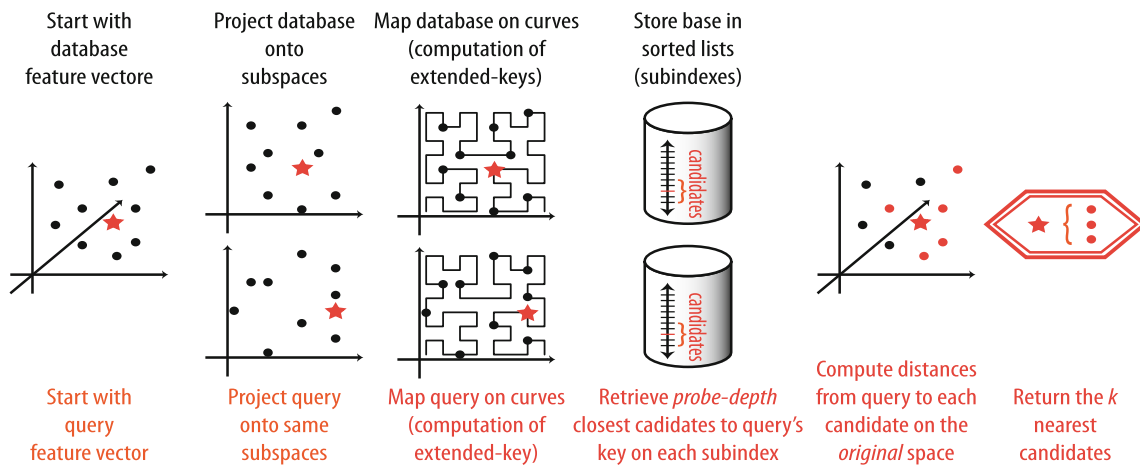 Start with
database
feature vectore
Project database
onto
subspaces
Map database on curves
(computation of
extended-keys)
Store base in
sorted lists
(subindexes)
candidates
candidates
Start with
query
feature vector
Project query
onto same
subspaces
Map query on curves
(computation of
extended-key)
Retrieve probe-depth
closest cadidates to query's
key on each subindex
Compute distances
from query to each
candidate on the
original space
Return the k
nearest
candidates